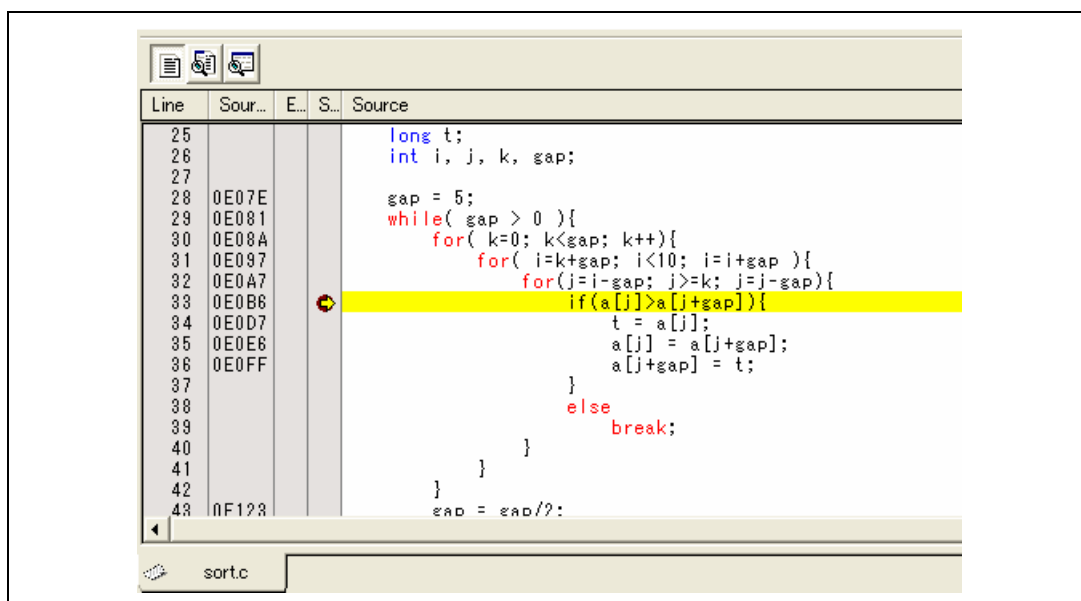 Line Sour... E... S... Source
25 long t;
26 int i, j, k, gap;
27
28 0E07E gap = 5;
29 0E081 while( gap > 0 ){
30 0E08A for( k=0; k<gap; k++){
31 0E097 for( i=k+gap; i<10; i=i+gap ){
32 0E0A7 for(j=i-gap; j>=k; j=j-gap){
33 0E0B6 if(a[j]>a[j+gap]){
34 0E0D7 t = a[j];
35 0E0E6 a[j] = a[j+gap];
36 0E0FF a[j+gap] = t;
37 }
38 else
39 break;
40 }
41 }
42 }
43 0E123 gap = gap/2;
sort.c